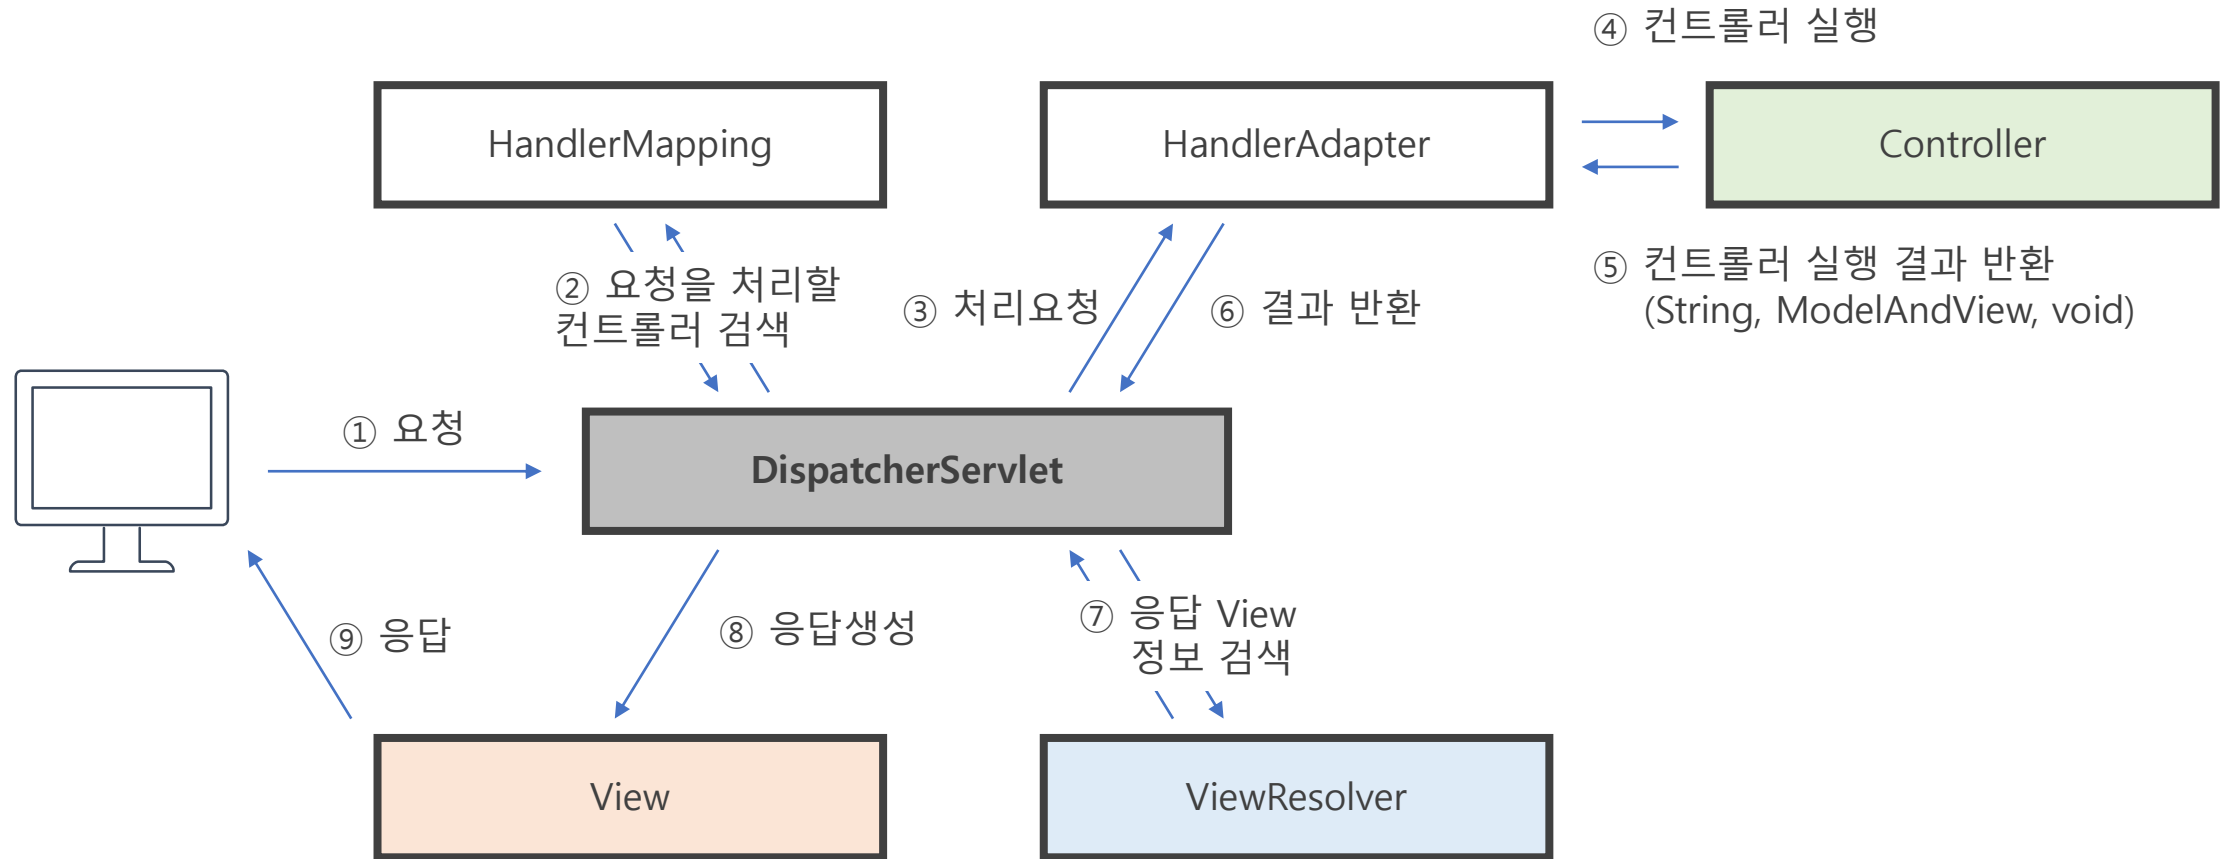 ④ 컨트롤러 실행
HandlerMapping
HandlerAdapter
Controller
② 요청을 처리할
컨트롤러 검색
③ 처리요청
⑥ 결과 반환
⑤ 컨트롤러 실행 결과 반환
(String, ModelAndView, void)
① 요청
DispatcherServlet
⑨ 응답
⑧ 응답생성
⑦ 응답 View
정보 검색
View
ViewResolver